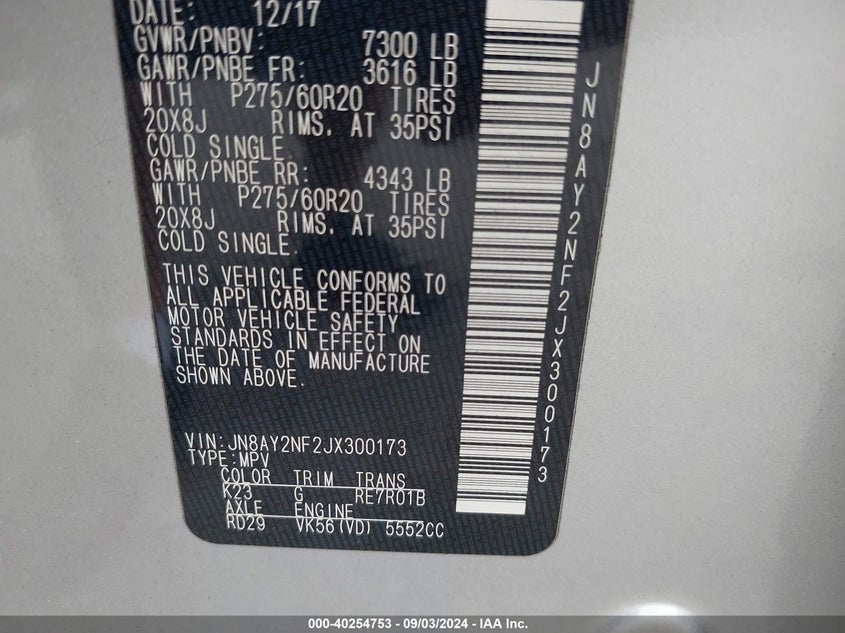 DATE: 12/17
GVWR/PNBV: 7300 LB
GAWR/PNBE FR: 3616 LB
WITH P275/60R20 TIRES
20X8J RIMS, AT 35PSI
COLD SINGLE.
GAWR/PNBE RR: 4343 LB
WITH P275/60R20 TIRES
20X8J RIMS, AT 35PSI
COLD SINGLE.
THIS VEHICLE CONFORMS TO
ALL APPLICABLE FEDERAL
MOTOR VEHICLE SAFETY
STANDARDS IN EFFECT ON
THE DATE OF MANUFACTURE
SHOWN ABOVE.
VIN:JN8AY2NF2JX300173
TYPE:MPV
COLOR TRIM TRANS
K23 G RE7R01B
AXLE ENGINE
RD29 VK56(VD) 5552CC
JN8AY2NF2JX300173
000-40254753 - 09/03/2024 - IAA Inc.